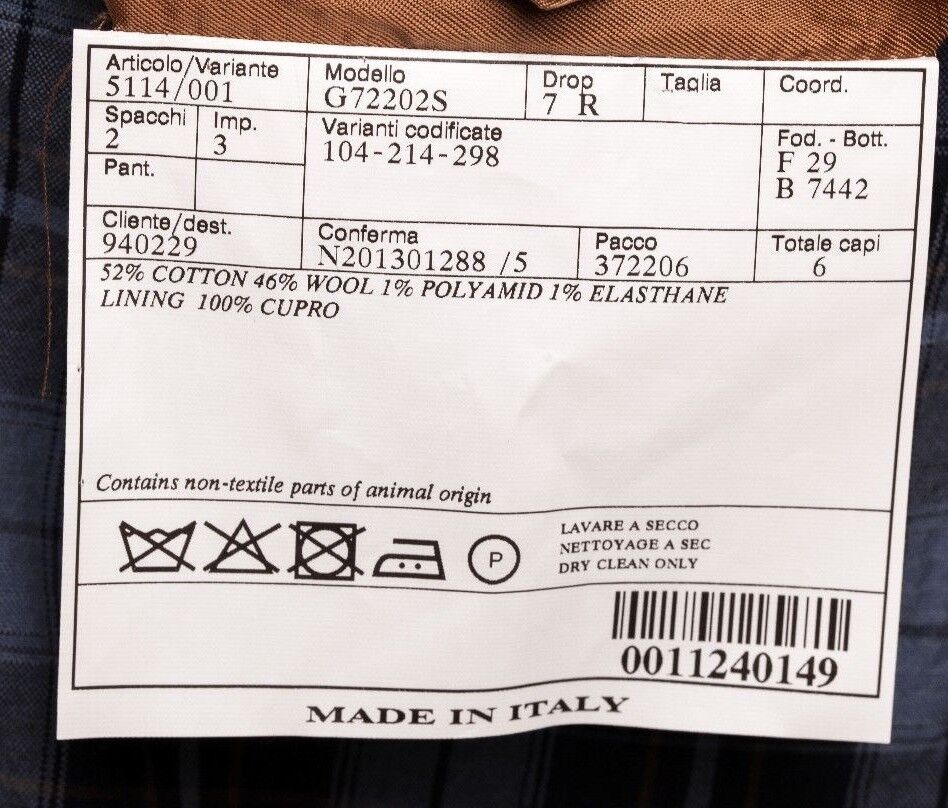 Articolo/Variante Modello Drop Taglia Coord.
5114/001 G72202S 7 R
Spacchi Imp. Varianti codificate Fod. - Bott.
2 3 104-214-298 F 29
Pant. B 7442
Cliente/dest. Conferma Pacco Totale capi
940229 N201301288 /5 372206 6
52% COTTON 46% WOOL 1% POLYAMID 1% ELASTHANE
LINING 100% CUPRO
Contains non-textile parts of animal origin
P
LAVARE A SECCO
NETTOYAGE A SEC
DRY CLEAN ONLY
0011240149
MADE IN ITALY